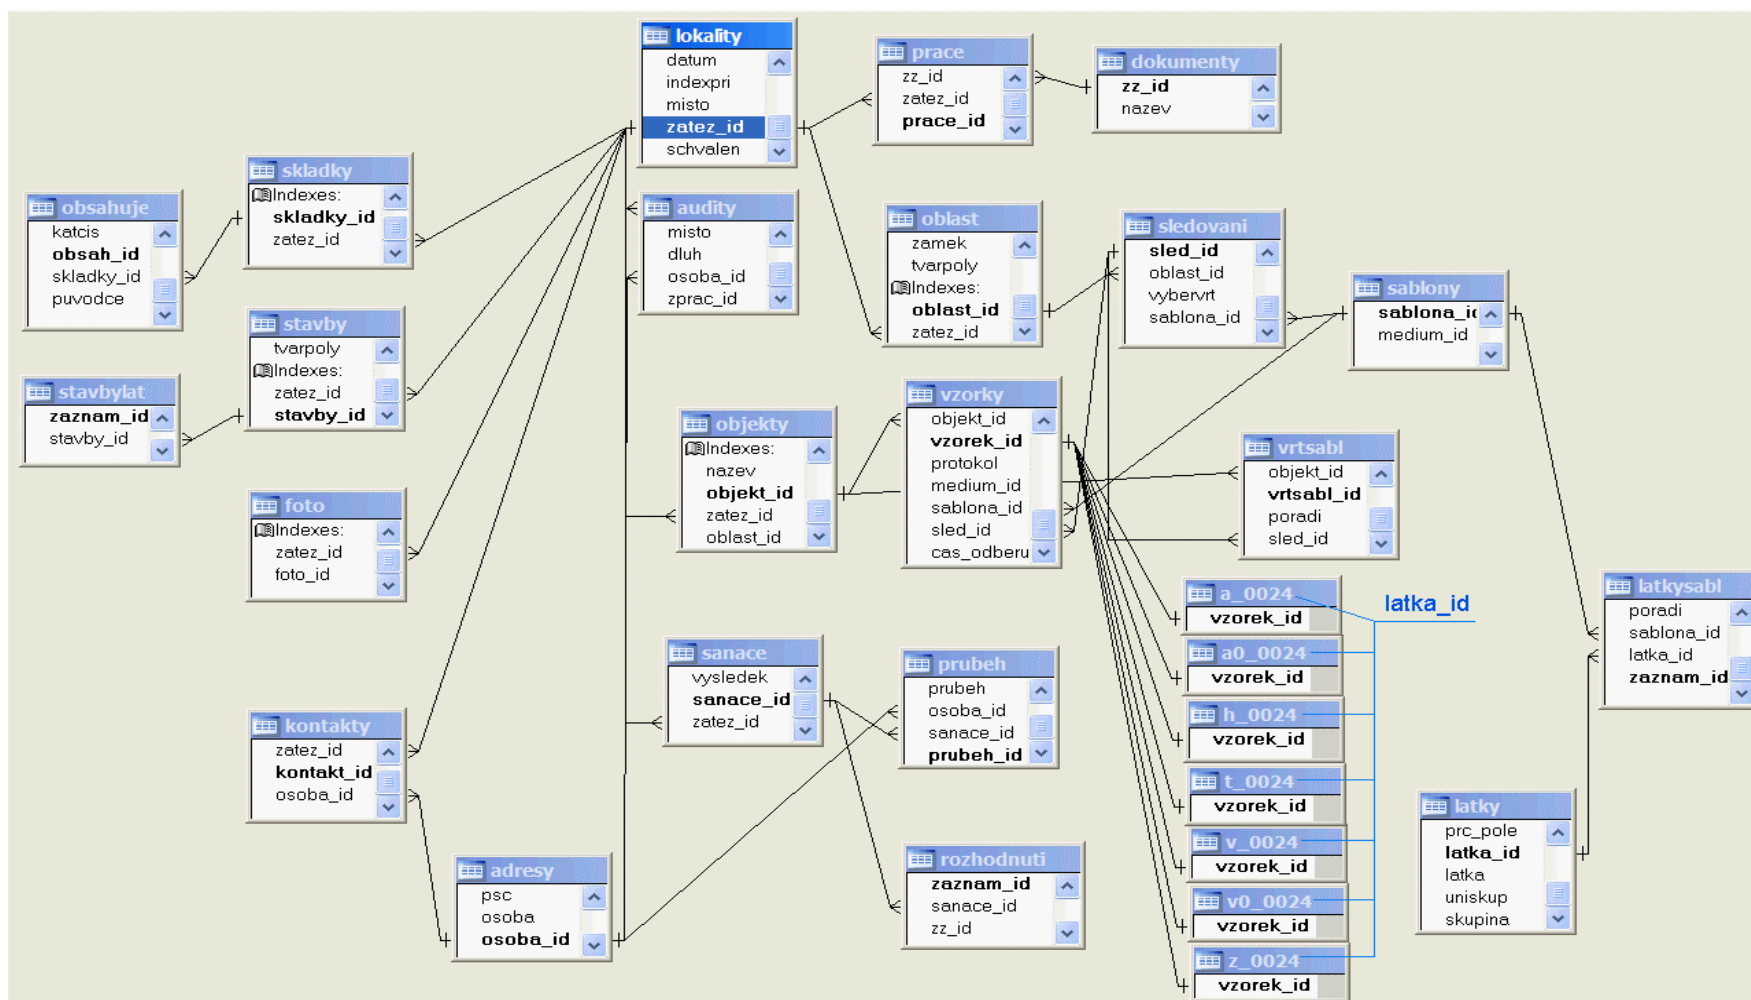 lokality
datum
indexpri
misto
zatez_id
schvalen
prace
zz_id
zatez_id
prace_id
dokumenty
zz_id
nazev
skladky
Indexes:
skladky_id
zatez_id
obsahuje
katcis
obsah_id
skladky_id
puvodce
audity
misto
dluh
osoba_id
zprac_id
oblast
zamek
tvarpoly
Indexes:
oblast_id
zatez_id
sledovani
sled_id
oblast_id
vybervrt
sablona_id
sablony
sablona_id
medium_id
stavby
tvarpoly
Indexes:
zatez_id
stavby_id
stavbylat
zaznam_id
stavby_id
objekty
Indexes:
nazev
objekt_id
zatez_id
oblast_id
vzorky
objekt_id
vzorek_id
protokol
medium_id
sablona_id
sled_id
cas_odberu
vrtsabl
objekt_id
vrtsabl_id
poradi
sled_id
foto
Indexes:
zatez_id
foto_id
a_0024
vzorek_id
latka_id
latkysabl
poradi
sablona_id
latka_id
zaznam_id
sanace
vysledek
sanace_id
zatez_id
prubeh
prubeh
osoba_id
sanace_id
prubeh_id
a0_0024
vzorek_id
h_0024
vzorek_id
t_0024
vzorek_id
v_0024
vzorek_id
v0_0024
vzorek_id
z_0024
vzorek_id
kontakty
zatez_id
kontakt_id
osoba_id
latky
prc_pole
latka_id
latka
uniskup
skupina
adresy
psc
osoba
osoba_id
rozhodnuti
zaznam_id
sanace_id
zz_id